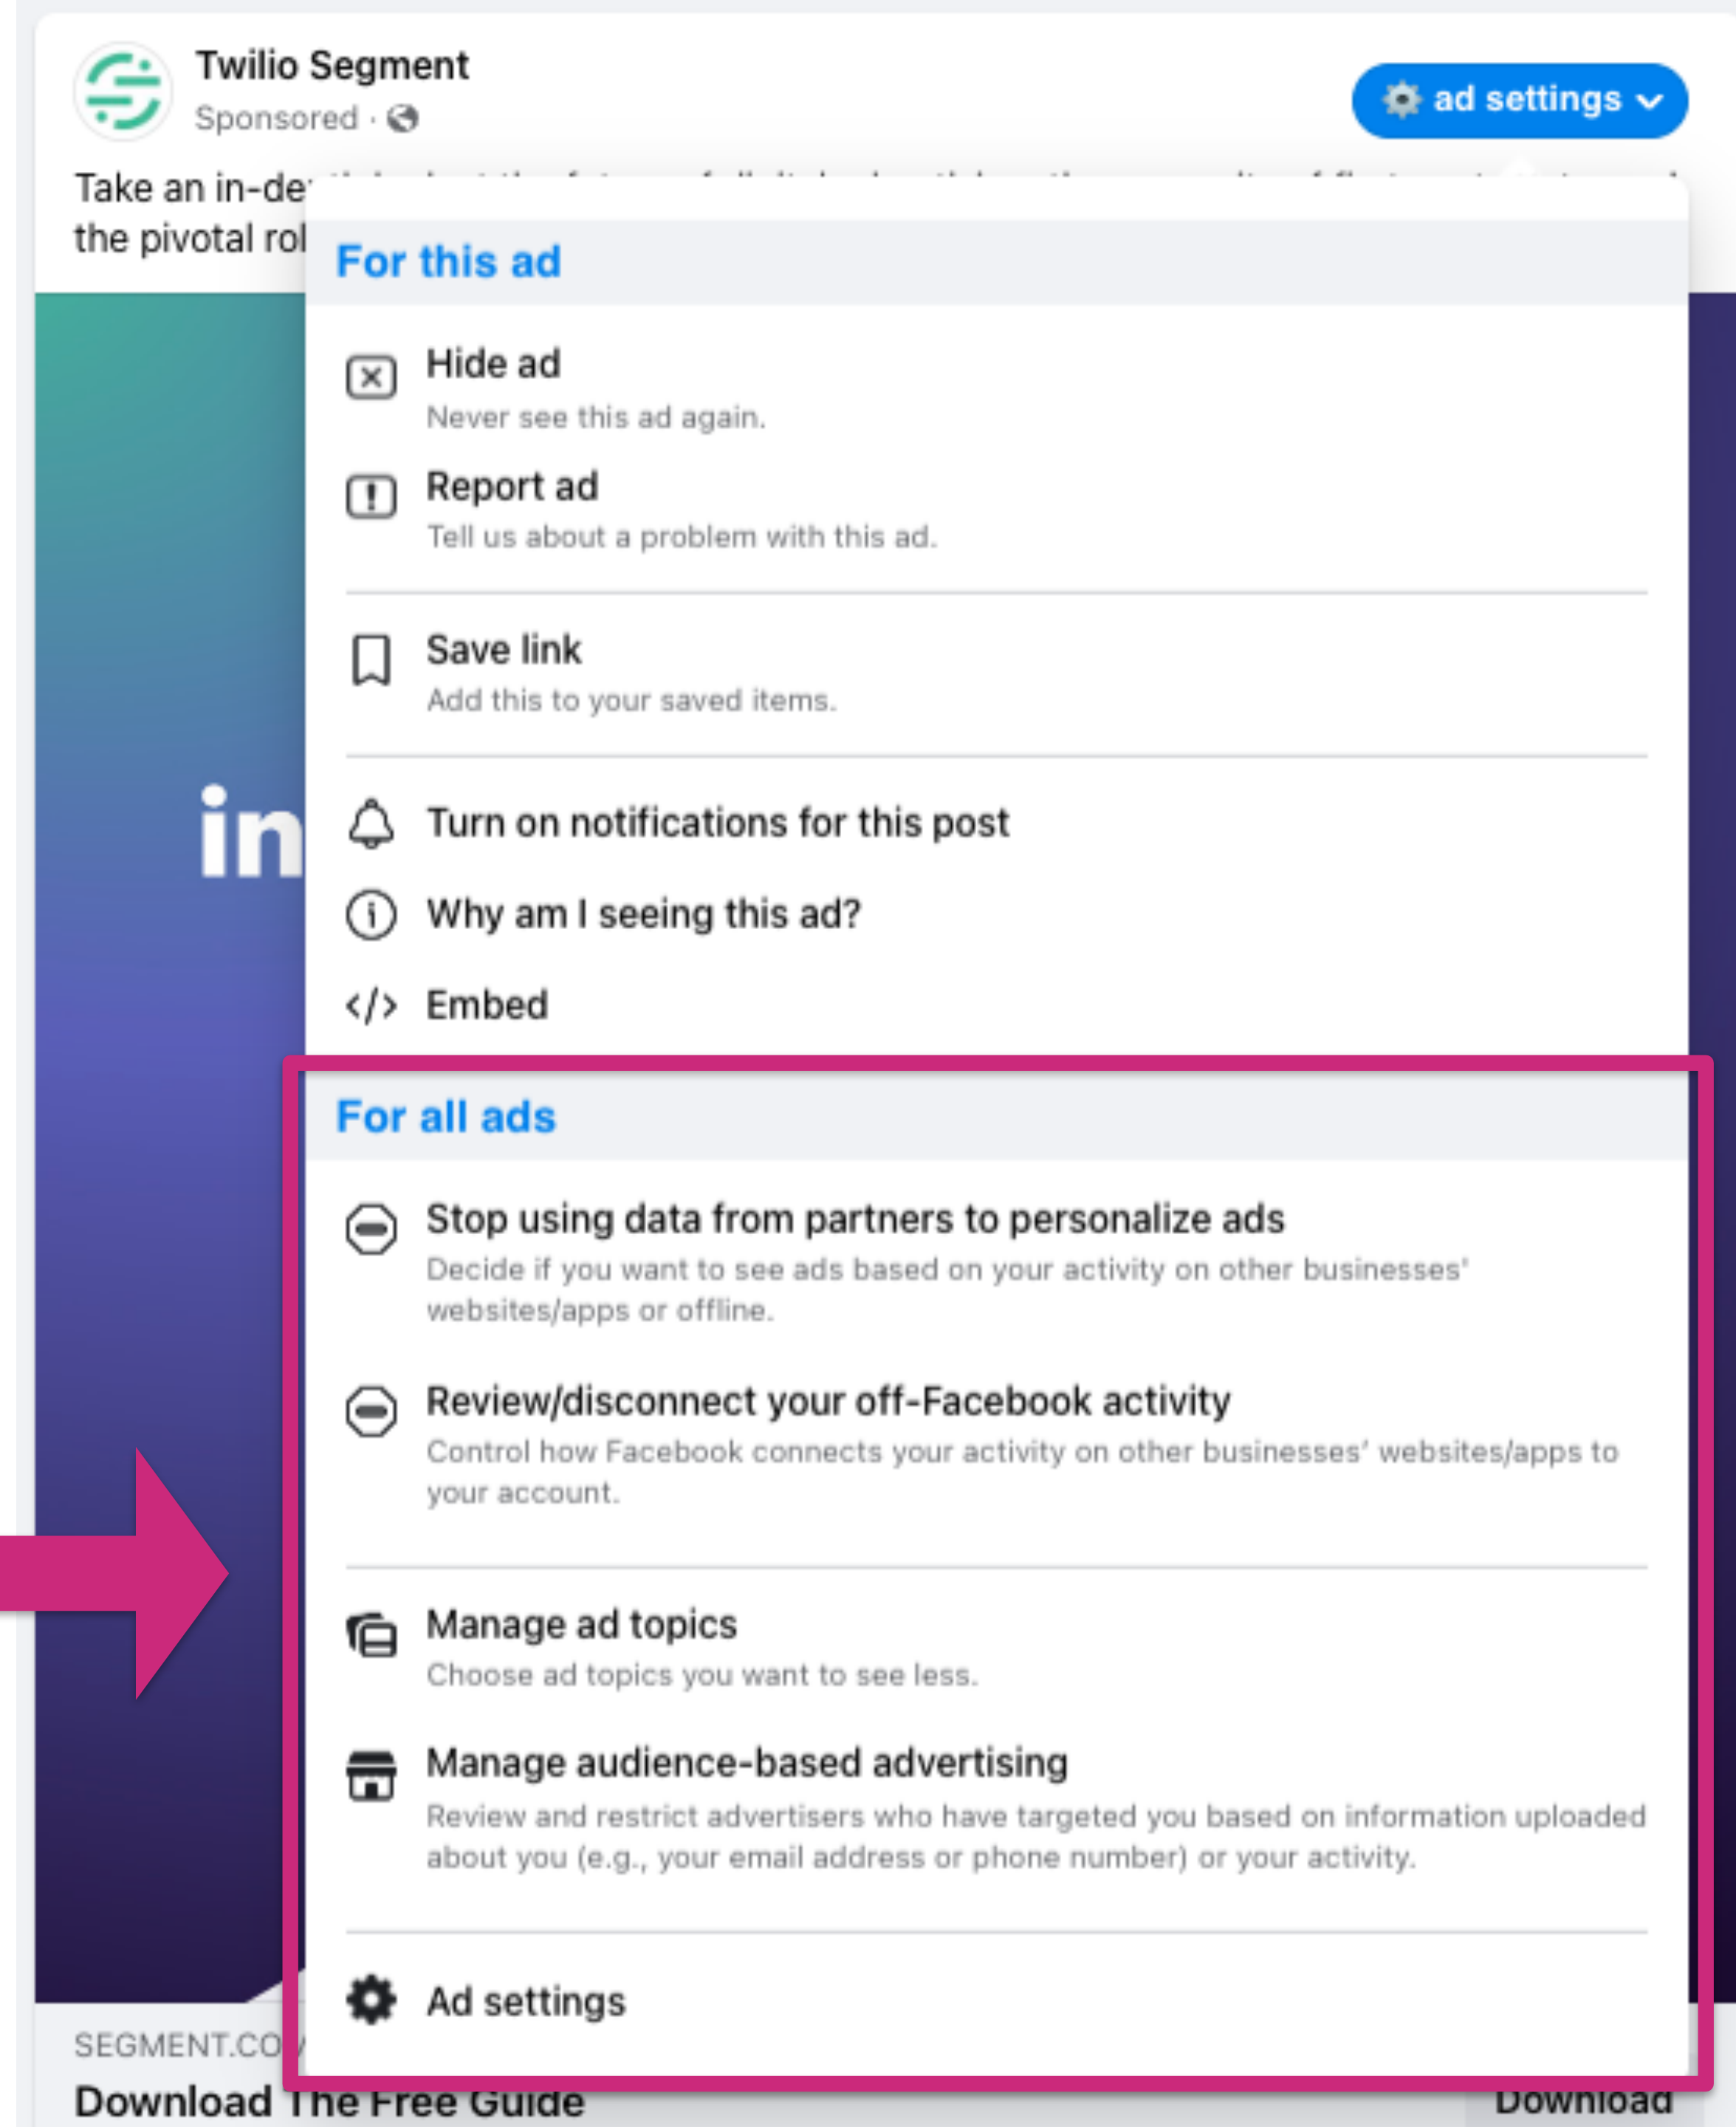 Twilio Segment
Sponsored ·
ad settings
Take an in-de
the pivotal rol
For this ad
Hide ad
Never see this ad again.
Report ad
Tell us about a problem with this ad.
Save link
Add this to your saved items.
in
Turn on notifications for this post
Why am I seeing this ad?
</> Embed
For all ads
Stop using data from partners to personalize ads
Decide if you want to see ads based on your activity on other businesses'
websites/apps or offline.
Review/disconnect your off-Facebook activity
Control how Facebook connects your activity on other businesses’ websites/apps to
your account.
Manage ad topics
Choose ad topics you want to see less.
Manage audience-based advertising
Review and restrict advertisers who have targeted you based on information uploaded
about you (e.g., your email address or phone number) or your activity.
Ad settings
SEGMENT.CO
Download The Free Guide
Download